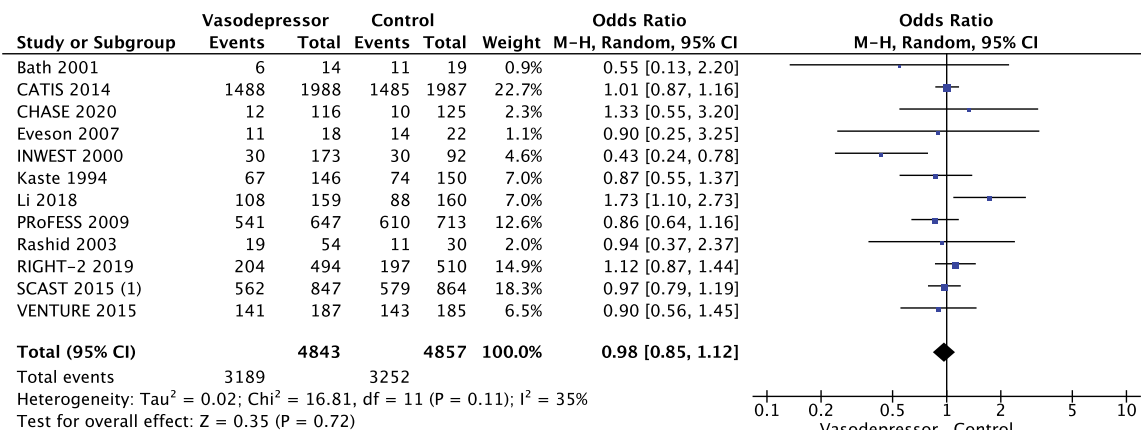 Vasodepressor Control Odds Ratio Odds Ratio
Study or Subgroup Events Total Events Total Weight M-H, Random, 95% CI M-H, Random, 95% CI
Bath 2001 6 14 11 19 0.9% 0.55 [0.13, 2.20]
CATIS 2014 1488 1988 1485 1987 22.7% 1.01 [0.87, 1.16]
CHASE 2020 12 116 10 125 2.3% 1.33 [0.55, 3.20]
Eveson 2007 11 18 14 22 1.1% 0.90 [0.25, 3.25]
INWEST 2000 30 173 30 92 4.6% 0.43 [0.24, 0.78]
Kaste 1994 67 146 74 150 7.0% 0.87 [0.55, 1.37]
Li 2018 108 159 88 160 7.0% 1.73 [1.10, 2.73]
PRoFESS 2009 541 647 610 713 12.6% 0.86 [0.64, 1.16]
Rashid 2003 19 54 11 30 2.0% 0.94 [0.37, 2.37]
RIGHT-2 2019 204 494 197 510 14.9% 1.12 [0.87, 1.44]
SCAST 2015 (1) 562 847 579 864 18.3% 0.97 [0.79, 1.19]
VENTURE 2015 141 187 143 185 6.5% 0.90 [0.56, 1.45]
Total (95% CI) 4843 4857 100.0% 0.98 [0.85, 1.12]
Total events 3189 3252
Heterogeneity: Tau² = 0.02; Chi² = 16.81, df = 11 (P = 0.11); I² = 35%
Test for overall effect: Z = 0.35 (P = 0.72)
0.1 0.2 0.5 1 2 5 10
Vasodepressor Control